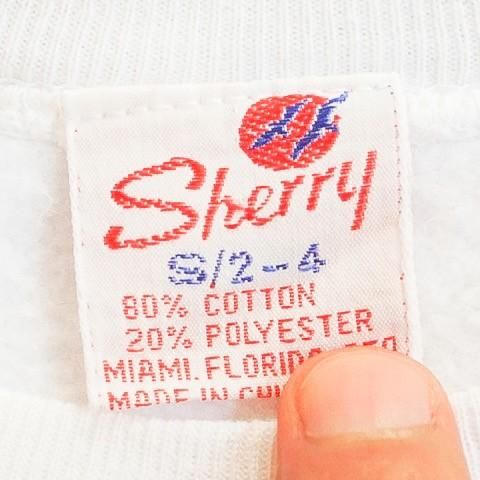 Sherry
S/2-4
80% COTTON
20% POLYESTER
MIAMI. FLORIDA
MADE IN